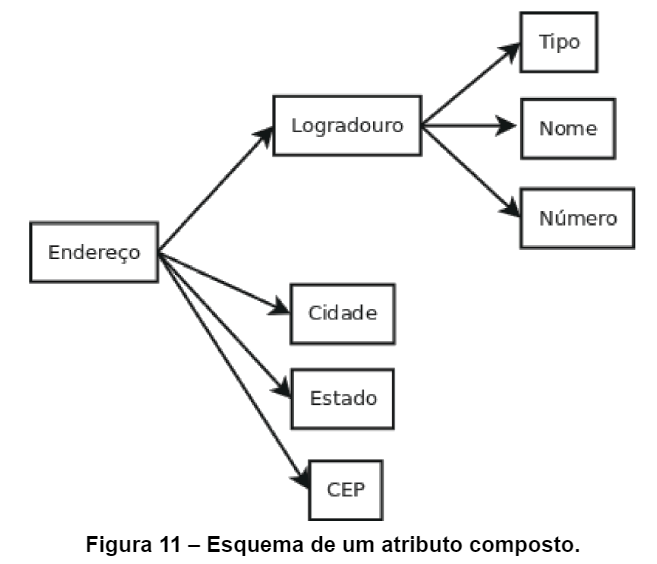 Tipo
Logradouro
Nome
Número
Endereço
Cidade
Estado
CEP
Figura 11 – Esquema de um atributo composto.